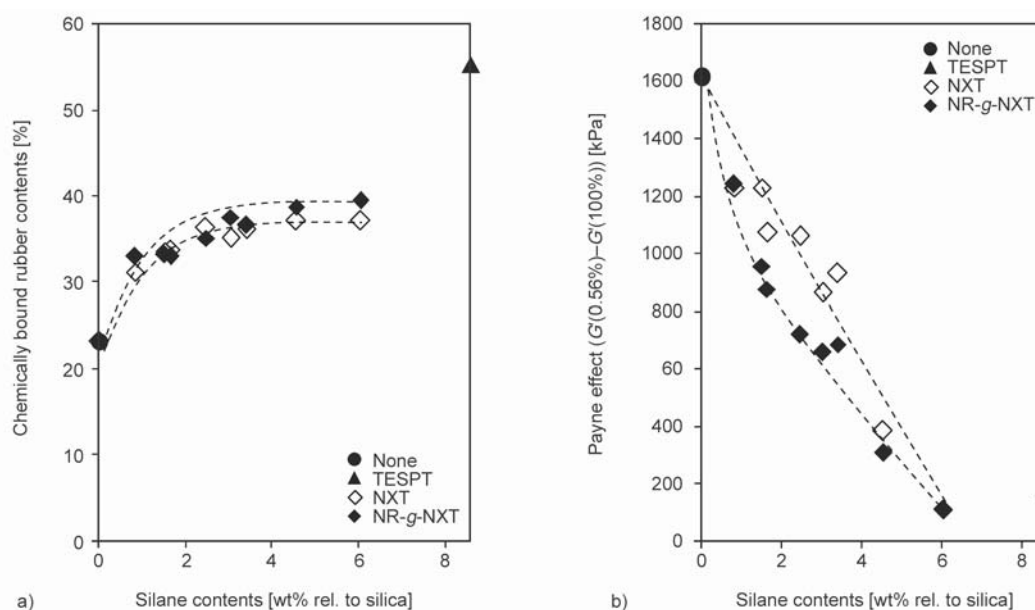 Chemically bound rubber contents [%]
60
50
40
30
20
10
0
None
TESPT
NXT
NR-g-NXT
0
2
4
6
8
Silane contents [wt% rel. to silica]
a)
Payne effect (G'(0.56%)–G'(100%)) [kPa]
1800
1600
1400
1200
1000
800
600
400
200
0
None
TESPT
NXT
NR-g-NXT
0
2
4
6
8
Silane contents [wt% rel. to silica]
b)